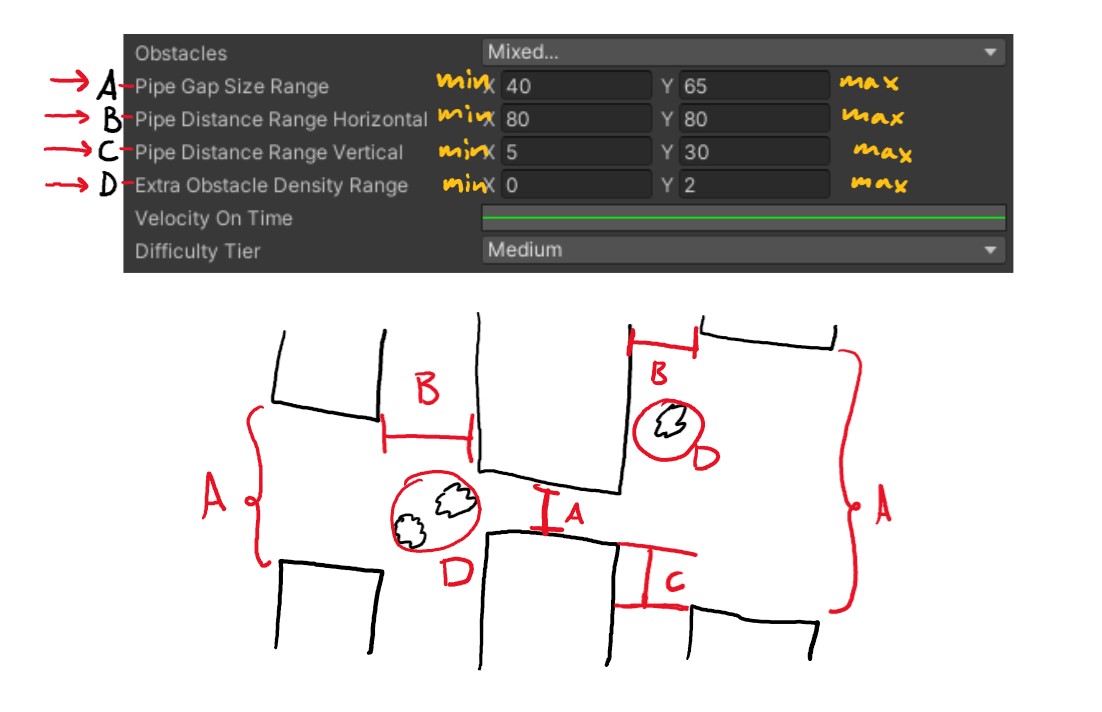 Obstacles Mixed...
→ A Pipe Gap Size Range min X 40 Y 65 max
→ B Pipe Distance Range Horizontal min X 80 Y 80 max
→ C Pipe Distance Range Vertical min X 5 Y 30 max
→ D Extra Obstacle Density Range min X 0 Y 2 max
Velocity On Time
Difficulty Tier Medium
B
B
D
A
A
A
D
C